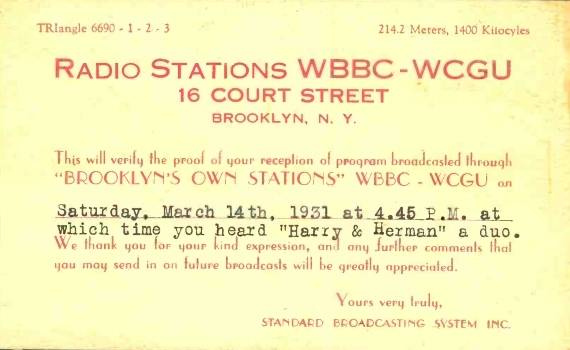 TRIangle 6690 - 1 - 2 - 3
214.2 Meters, 1400 Kilocyles
RADIO STATIONS WBBC - WCGU
16 COURT STREET
BROOKLYN, N. Y.
This will verify the proof of your reception of program broadcasted through
"BROOKLYN'S OWN STATIONS" WBBC - WCGU on
Saturday, March 14th, 1931 at 4.45 P.M. at
which time you heard "Harry & Herman" a duo.
We thank you for your kind expression, and any further comments that
you may send in on future broadcasts will be greatly appreciated.
Yours very truly,
STANDARD BROADCASTING SYSTEM INC.